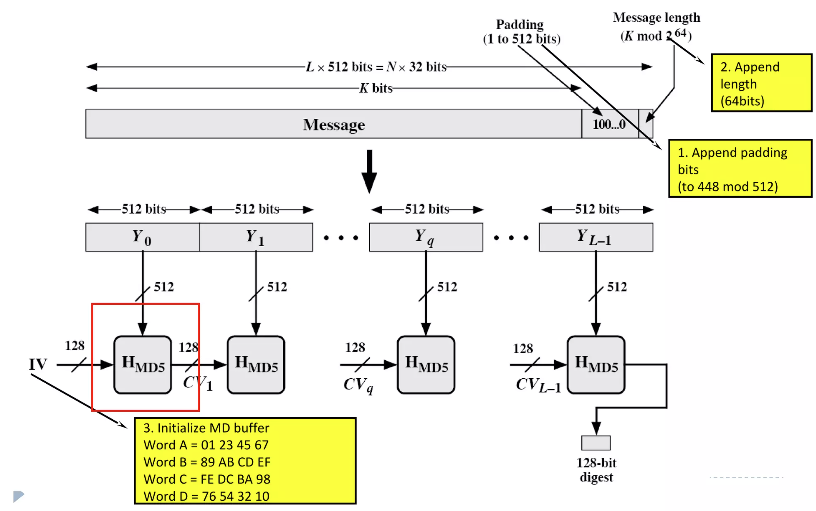 Padding
(1 to 512 bits)
Message length
(K mod 2^64)
L × 512 bits = N × 32 bits
K bits
2. Append
length
(64bits)
Message
100...0
1. Append padding
bits
(to 448 mod 512)
512 bits 512 bits 512 bits 512 bits
Y0 Y1 • • • Yq • • • YL–1
512 512 512 512
128 128 128 128
IV HMD5 HMD5 HMD5 HMD5
CV1 CVq CVL–1
3. Initialize MD buffer
Word A = 01 23 45 67
Word B = 89 AB CD EF
Word C = FE DC BA 98
Word D = 76 54 32 10
128-bit
digest